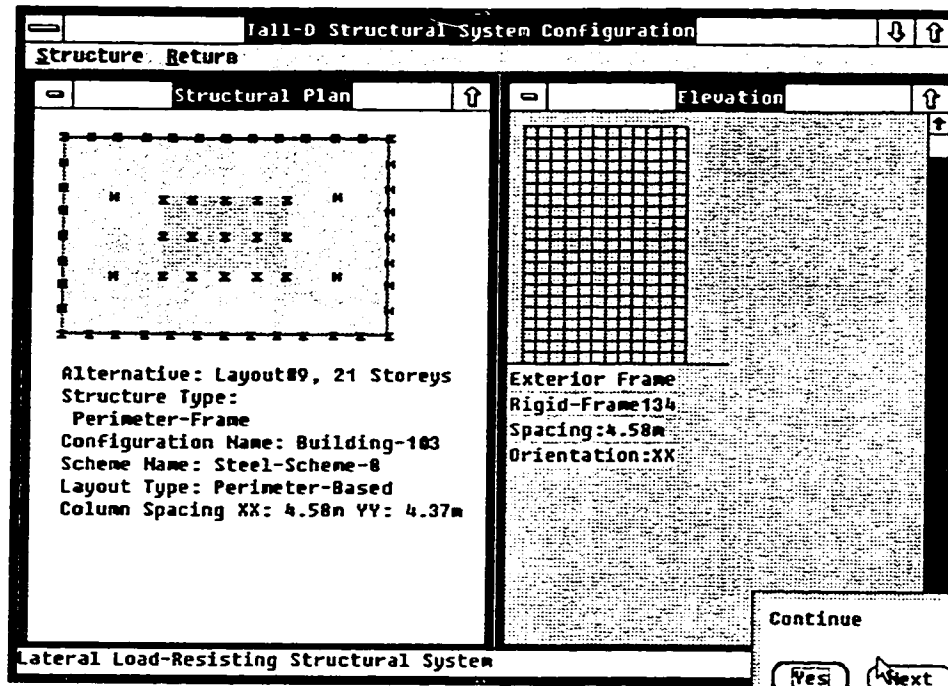 Tall-D Structural System Configuration
Structure Return
Structural Plan
Elevation
Alternative: Layout#9, 21 Storeys
Structure Type:
Perimeter-Frame
Configuration Name: Building-103
Scheme Name: Steel-Scheme-8
Layout Type: Perimeter-Based
Column Spacing XX: 4.58m YY: 4.37m
Exterior Frame
Rigid-Frame134
Spacing:4.58m
Orientation:XX
Continue
Yes Next
Lateral Load-Resisting Structural System